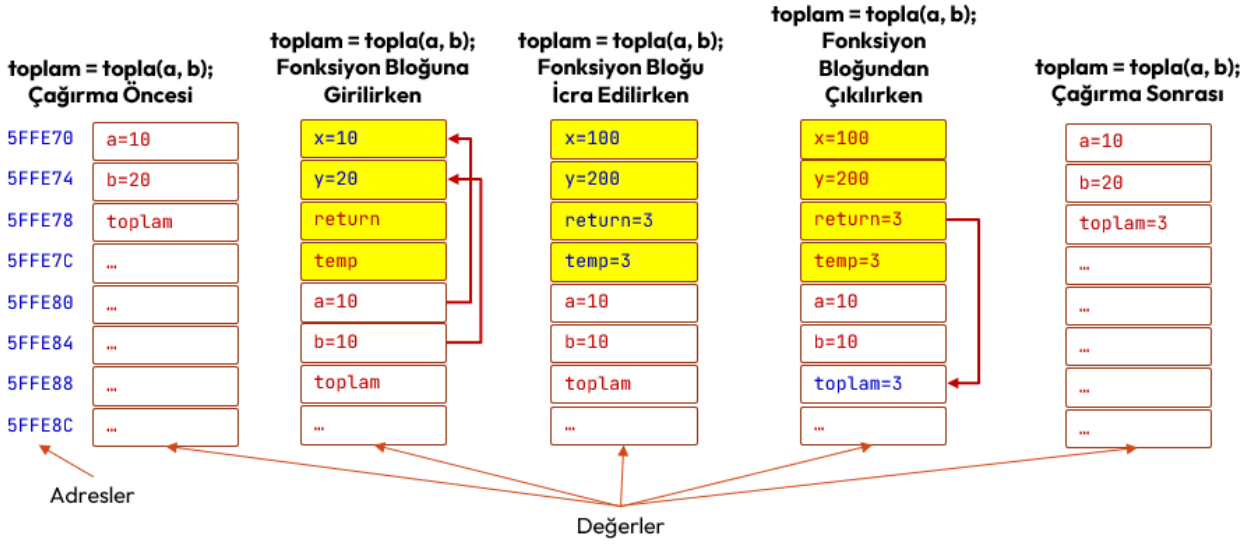 toplam = topla(a, b);
Çağırma Öncesi
toplam = topla(a, b);
Fonksiyon Bloğuna
Girilirken
toplam = topla(a, b);
Fonksiyon Bloğu
İcra Edilirken
toplam = topla(a, b);
Fonksiyon
Bloğundan
Çıkılırken
toplam = topla(a, b);
Çağırma Sonrası
5FFE70 a=10 x=10 x=100 x=100 a=10
5FFE74 b=20 y=20 y=200 y=200 b=20
5FFE78 toplam return return=3 return=3 toplam=3
5FFE7C … temp temp=3 temp=3 …
5FFE80 … a=10 a=10 a=10 …
5FFE84 … b=10 b=10 b=10 …
5FFE88 … toplam toplam toplam=3 …
5FFE8C … … … … …
Adresler
Değerler